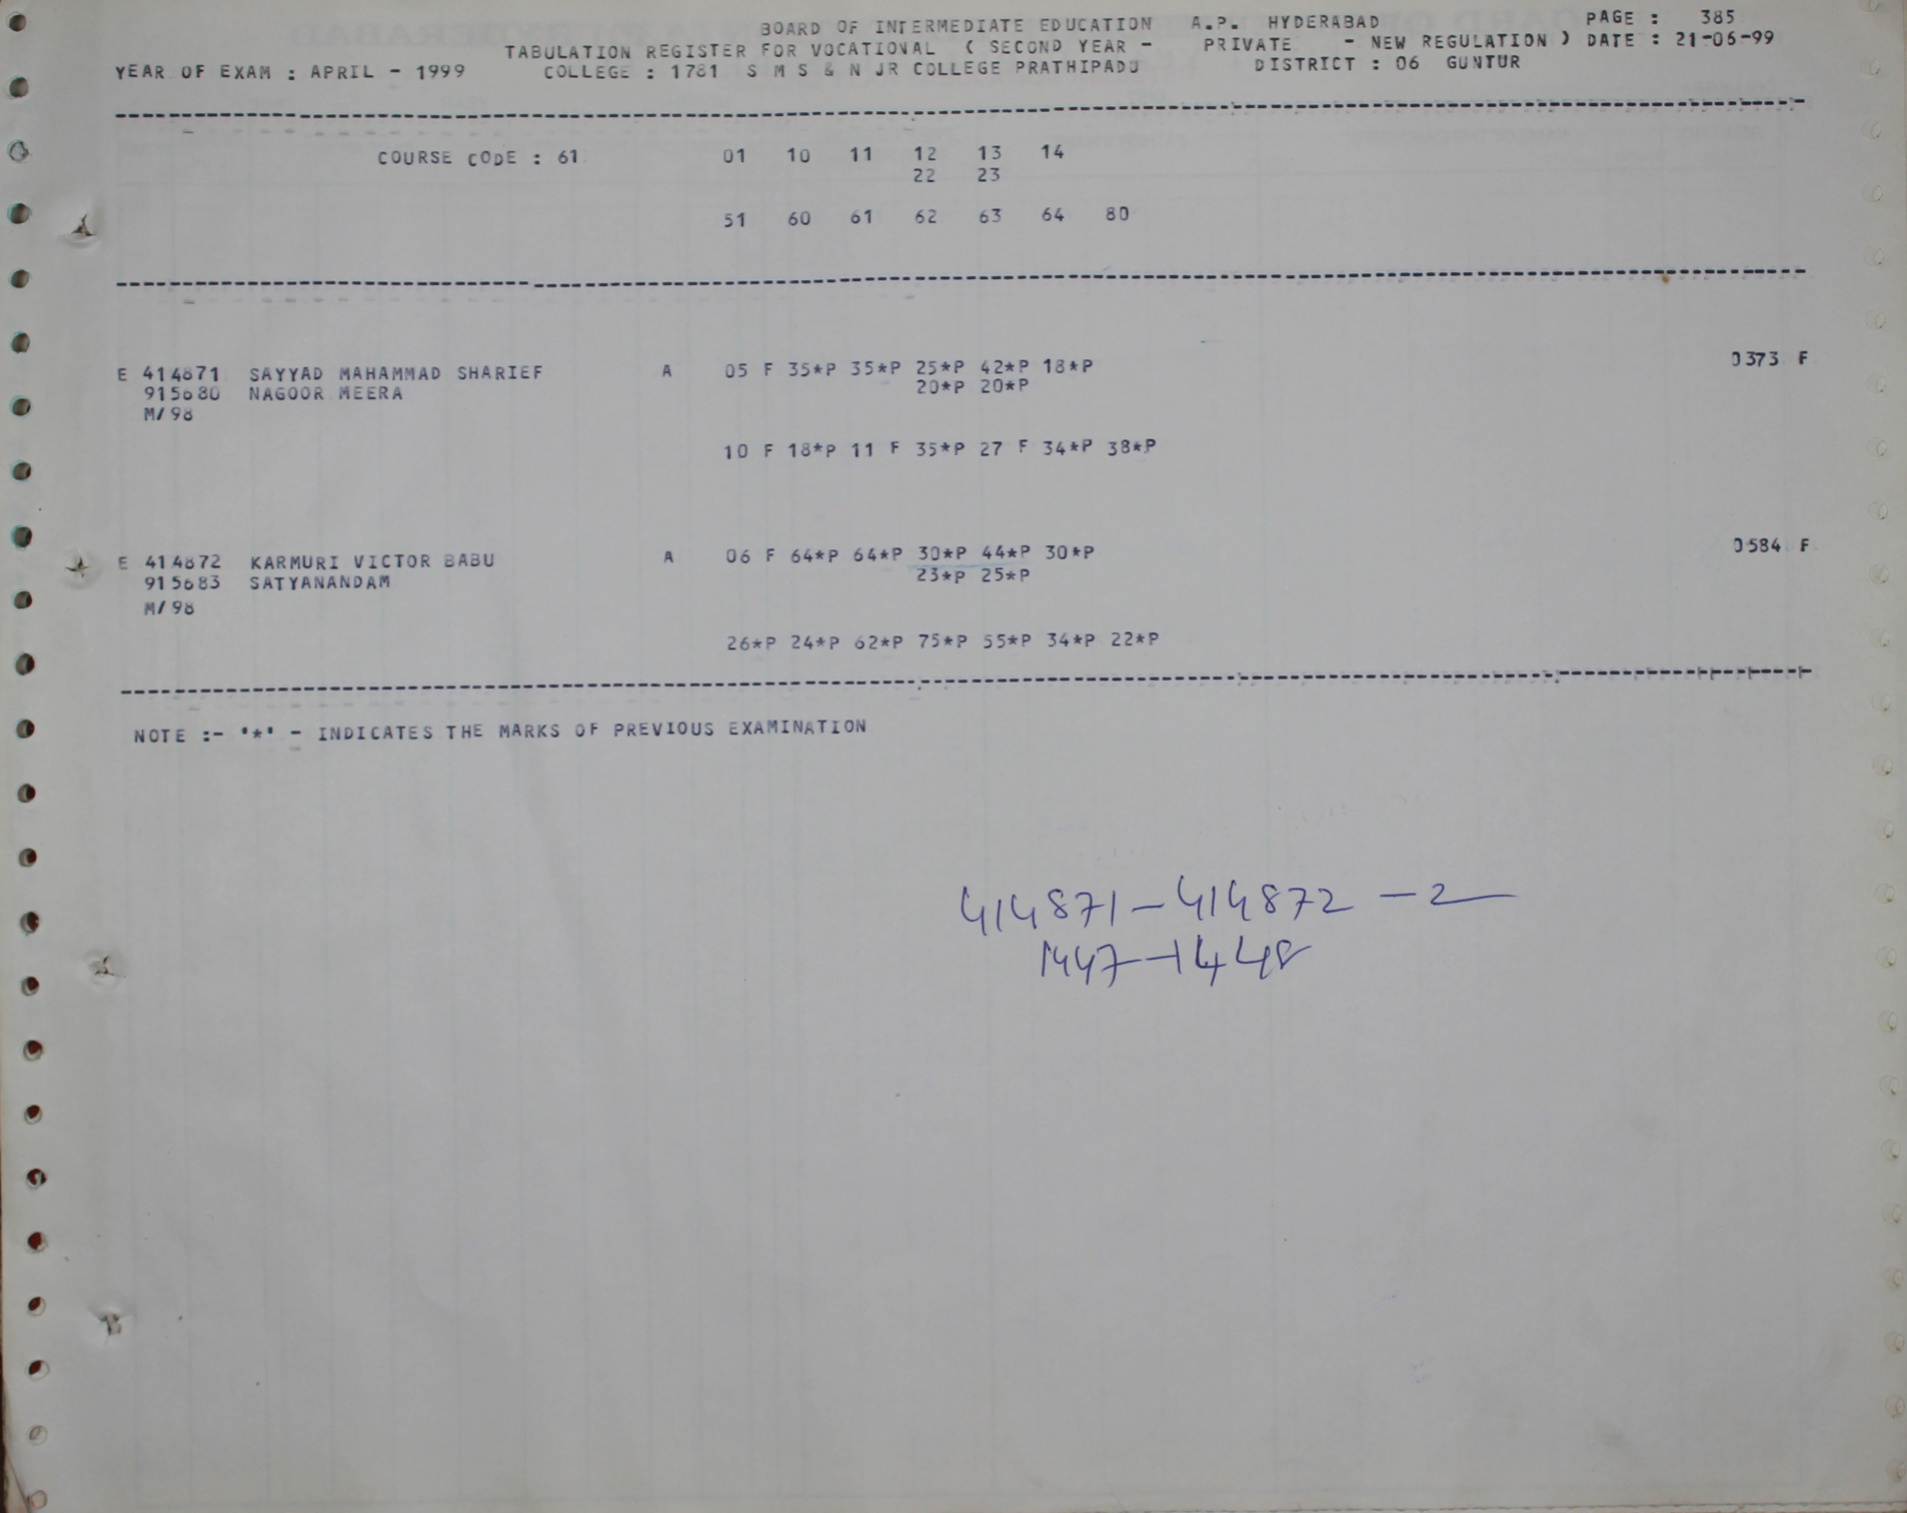 BOARD OF INTERMEDIATE EDUCATION A.P. HYDERABAD PAGE : 385
TABULATION REGISTER FOR VOCATIONAL ( SECOND YEAR - PRIVATE - NEW REGULATION ) DATE : 21-06-99
YEAR OF EXAM : APRIL - 1999 COLLEGE : 1781 S M S & N JR COLLEGE PRATHIPADU DISTRICT : 06 GUNTUR
COURSE CODE : 61 01 10 11 12 13 14
22 23
51 60 61 62 63 64 80
E 414871 SAYYAD MAHAMMAD SHARIEF A 05 F 35*P 35*P 25*P 42*P 18*P 0373 F
915680 NAGOOR MEERA 20*P 20*P
M/98
10 F 18*P 11 F 35*P 27 F 34*P 38*P
E 414872 KARMURI VICTOR BABU A 06 F 64*P 64*P 30*P 44*P 30*P 0584 F
915683 SATYANANDAM 23*P 25*P
M/98
26*P 24*P 62*P 75*P 55*P 34*P 22*P
NOTE :- '*' - INDICATES THE MARKS OF PREVIOUS EXAMINATION
414871-414872 -2
1447-1448